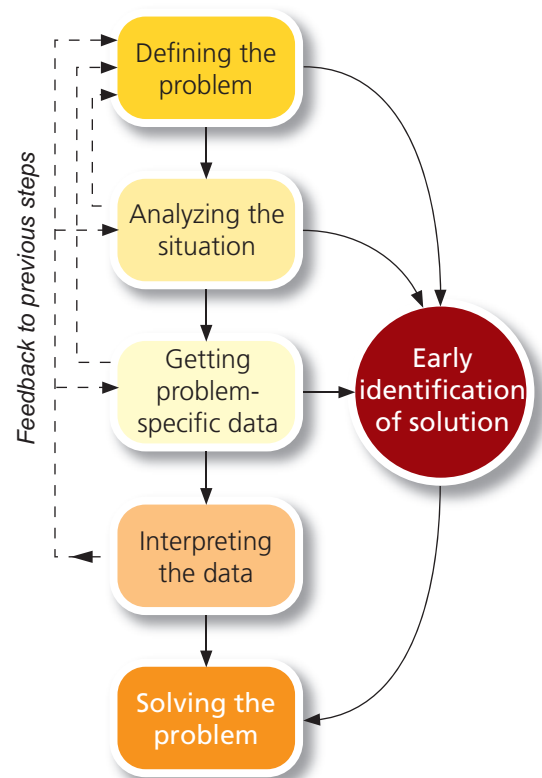 Defining the
problem
Feedback to previous steps
Analyzing the
situation
Getting
problem-
specific data
Early
identification
of solution
Interpreting
the data
Solving the
problem